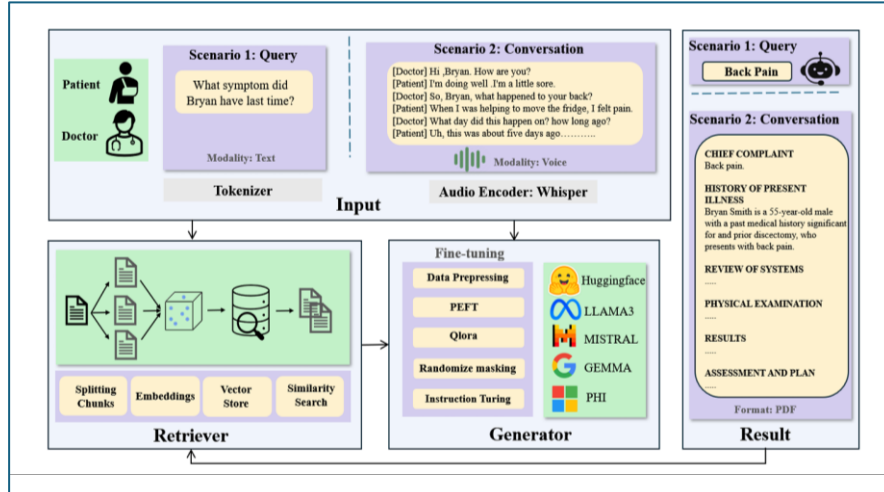 Patient
Doctor
Scenario 1: Query
What symptom did
Bryan have last time?
Modality: Text
Tokenizer
Scenario 2: Conversation
[Doctor] Hi ,Bryan. How are you?
[Patient] I'm doing well .I'm a little sore.
[Doctor] So, Bryan, what happened to your back?
[Patient] When I was helping to move the fridge, I felt pain.
[Doctor] What day did this happen on? how long ago?
[Patient] Uh, this was about five days ago………..
Modality: Voice
Audio Encoder: Whisper
Input
Splitting
Chunks
Embeddings
Vector
Store
Similarity
Search
Retriever
Fine-tuning
Data Prepressing
PEFT
Qlora
Randomize masking
Instruction Turing
Huggingface
LLAMA3
MISTRAL
GEMMA
PHI
Generator
Scenario 1: Query
Back Pain
Scenario 2: Conversation
CHIEF COMPLAINT
Back pain.
HISTORY OF PRESENT
ILLNESS
Bryan Smith is a 55-year-old male
with a past medical history significant
for and prior discectomy, who
presents with back pain.
REVIEW OF SYSTEMS
.....
PHYSICAL EXAMINATION
.....
RESULTS
.....
ASSESSMENT AND PLAN
.....
Format: PDF
Result